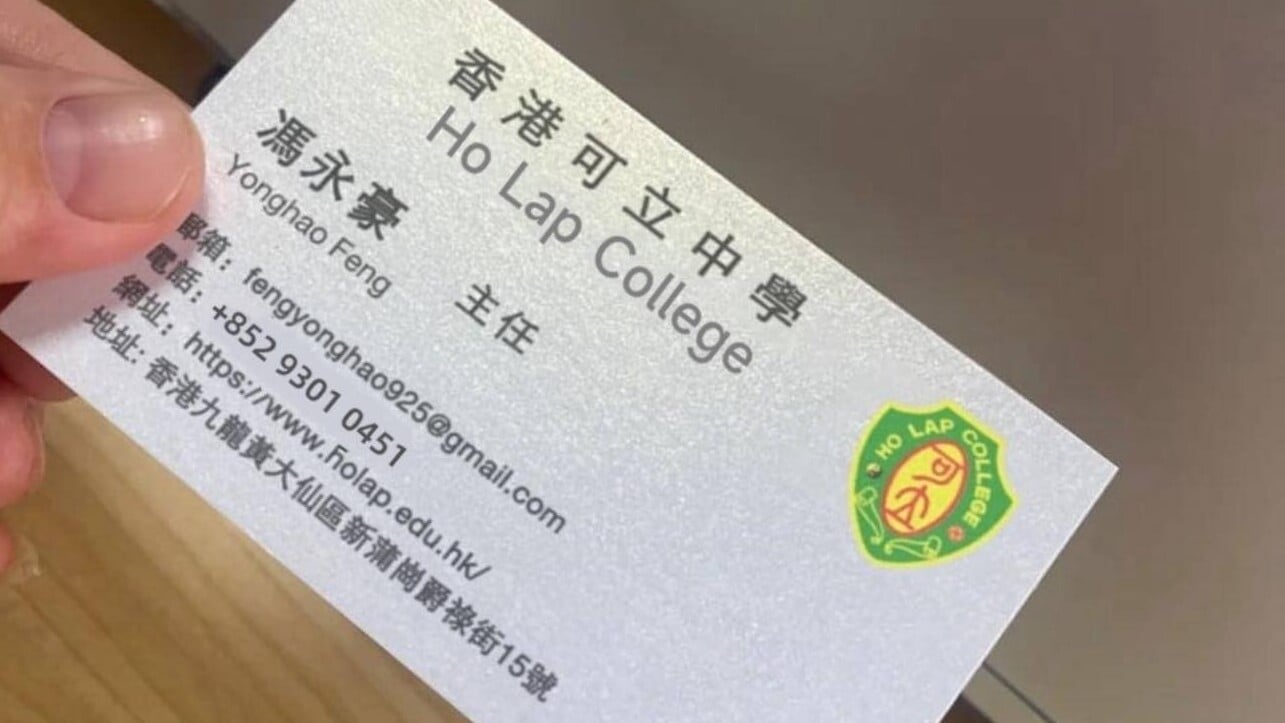 香港可立中學
Ho Lap College
馮永豪 主任
Yonghao Feng
郵箱：fengyonghao925@gmail.com
電話：+852 9301 0451
網址：https://www.holap.edu.hk/
地址：香港九龍黃大仙區新蒲崗爵祿街15號
HO LAP COLLEGE
可立